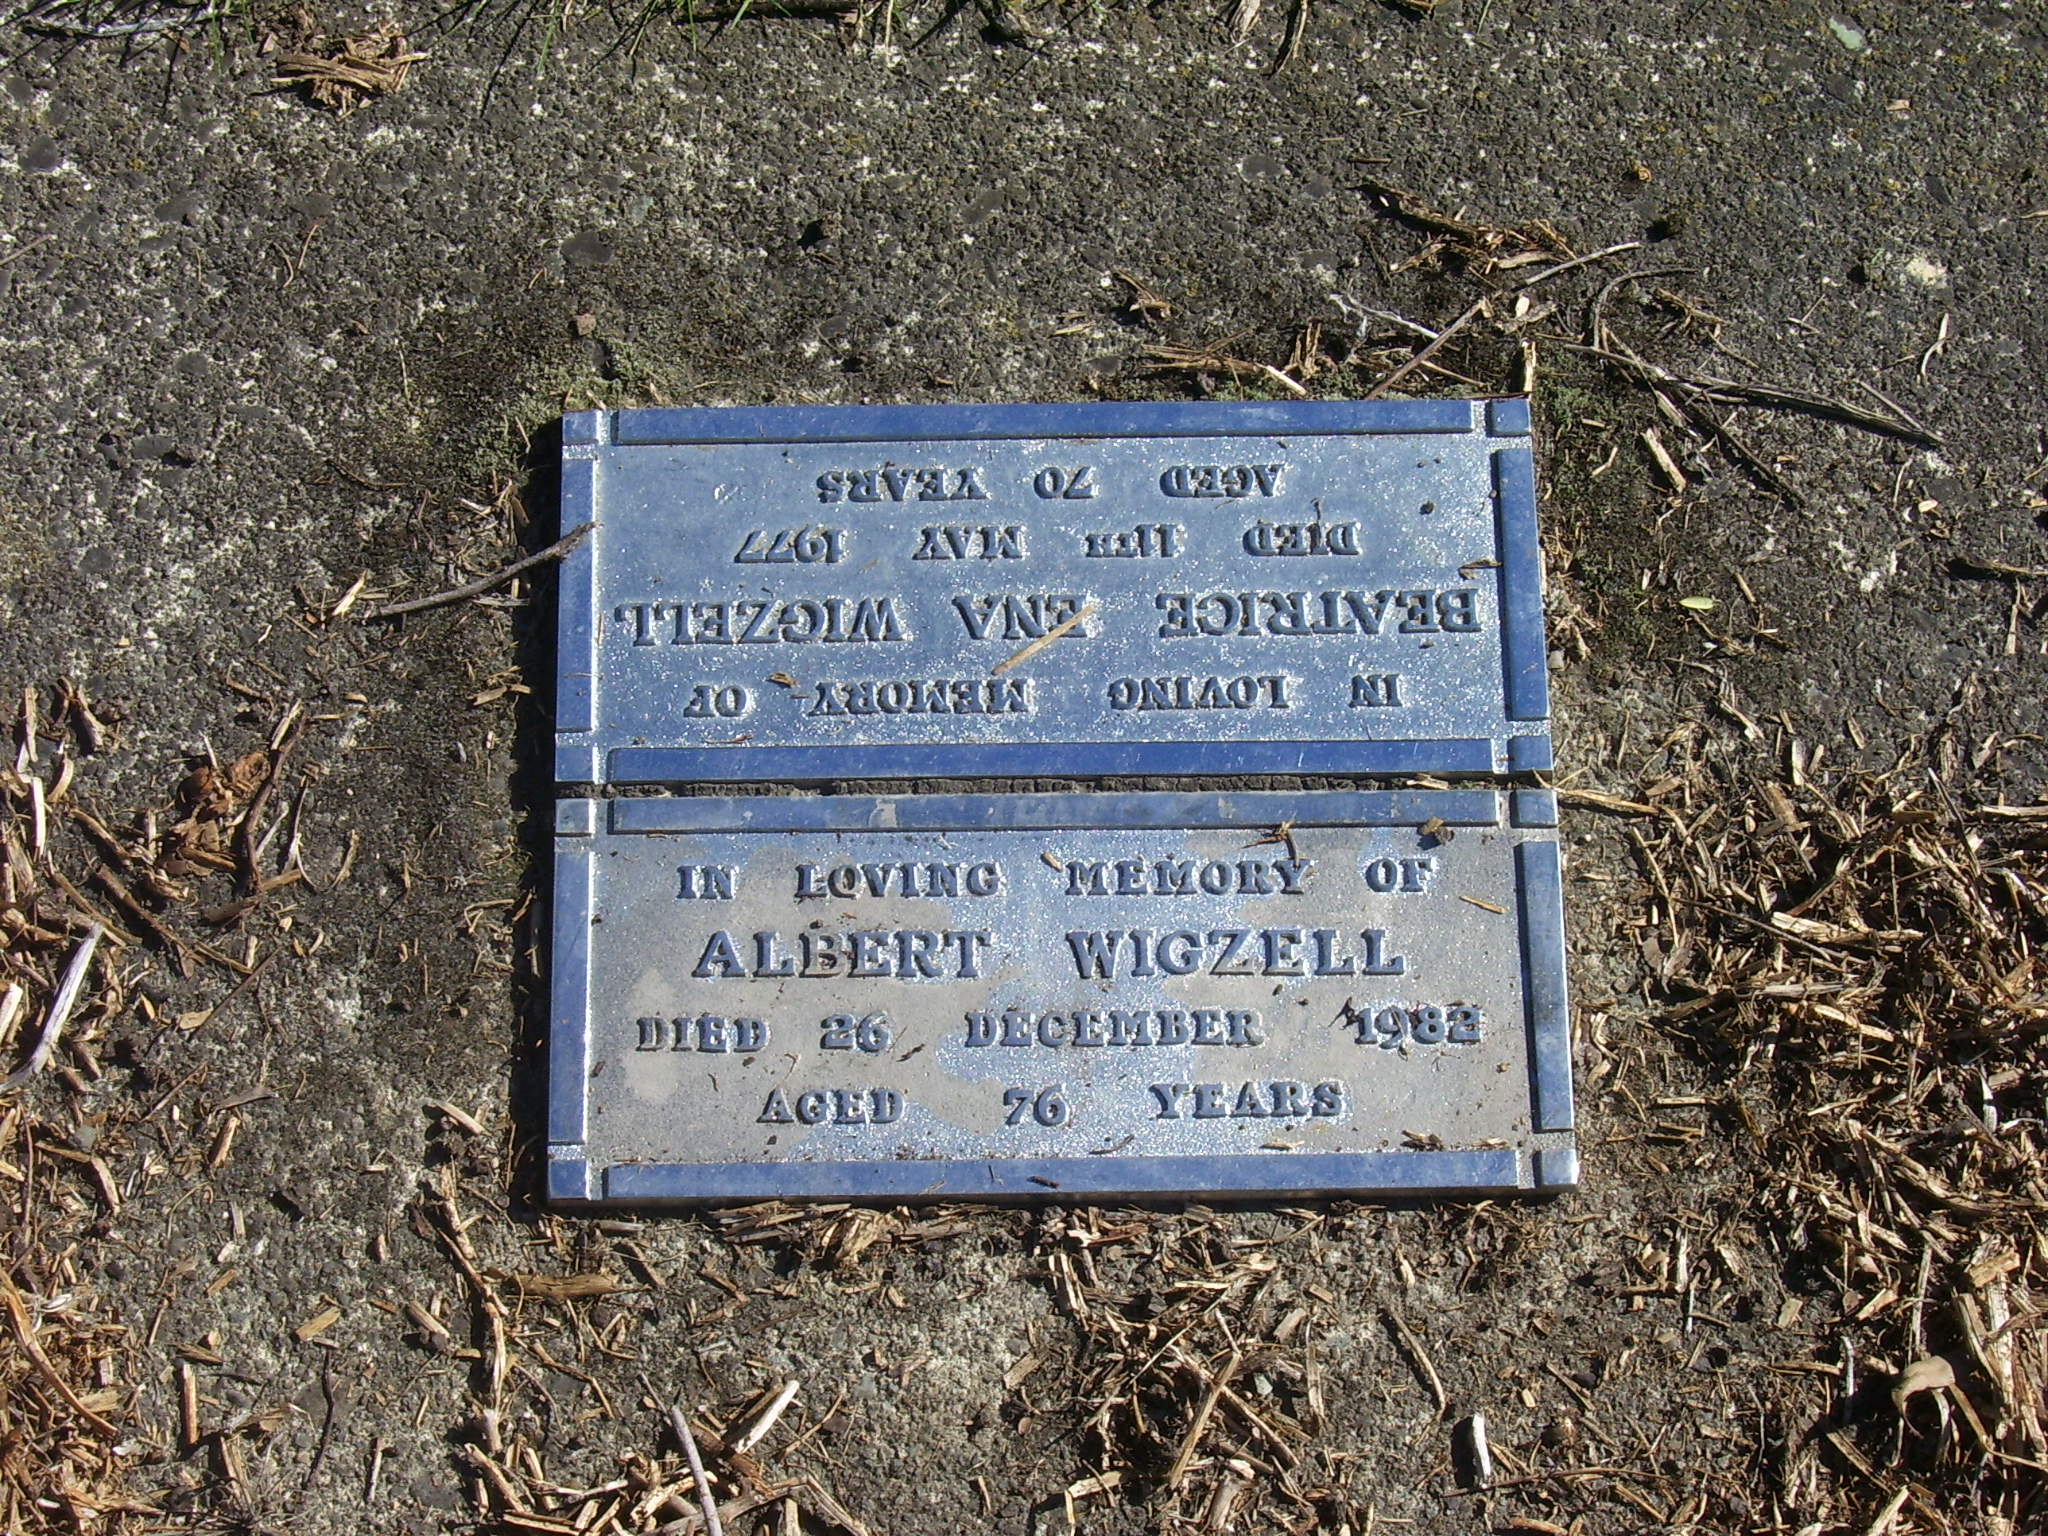 IN LOVING MEMORY OF
BEATRICE ENA WIGZELL
DIED 11TH MAY 1977
AGED 70 YEARS
IN LOVING MEMORY OF
ALBERT WIGZELL
DIED 26 DECEMBER 1982
AGED 76 YEARS